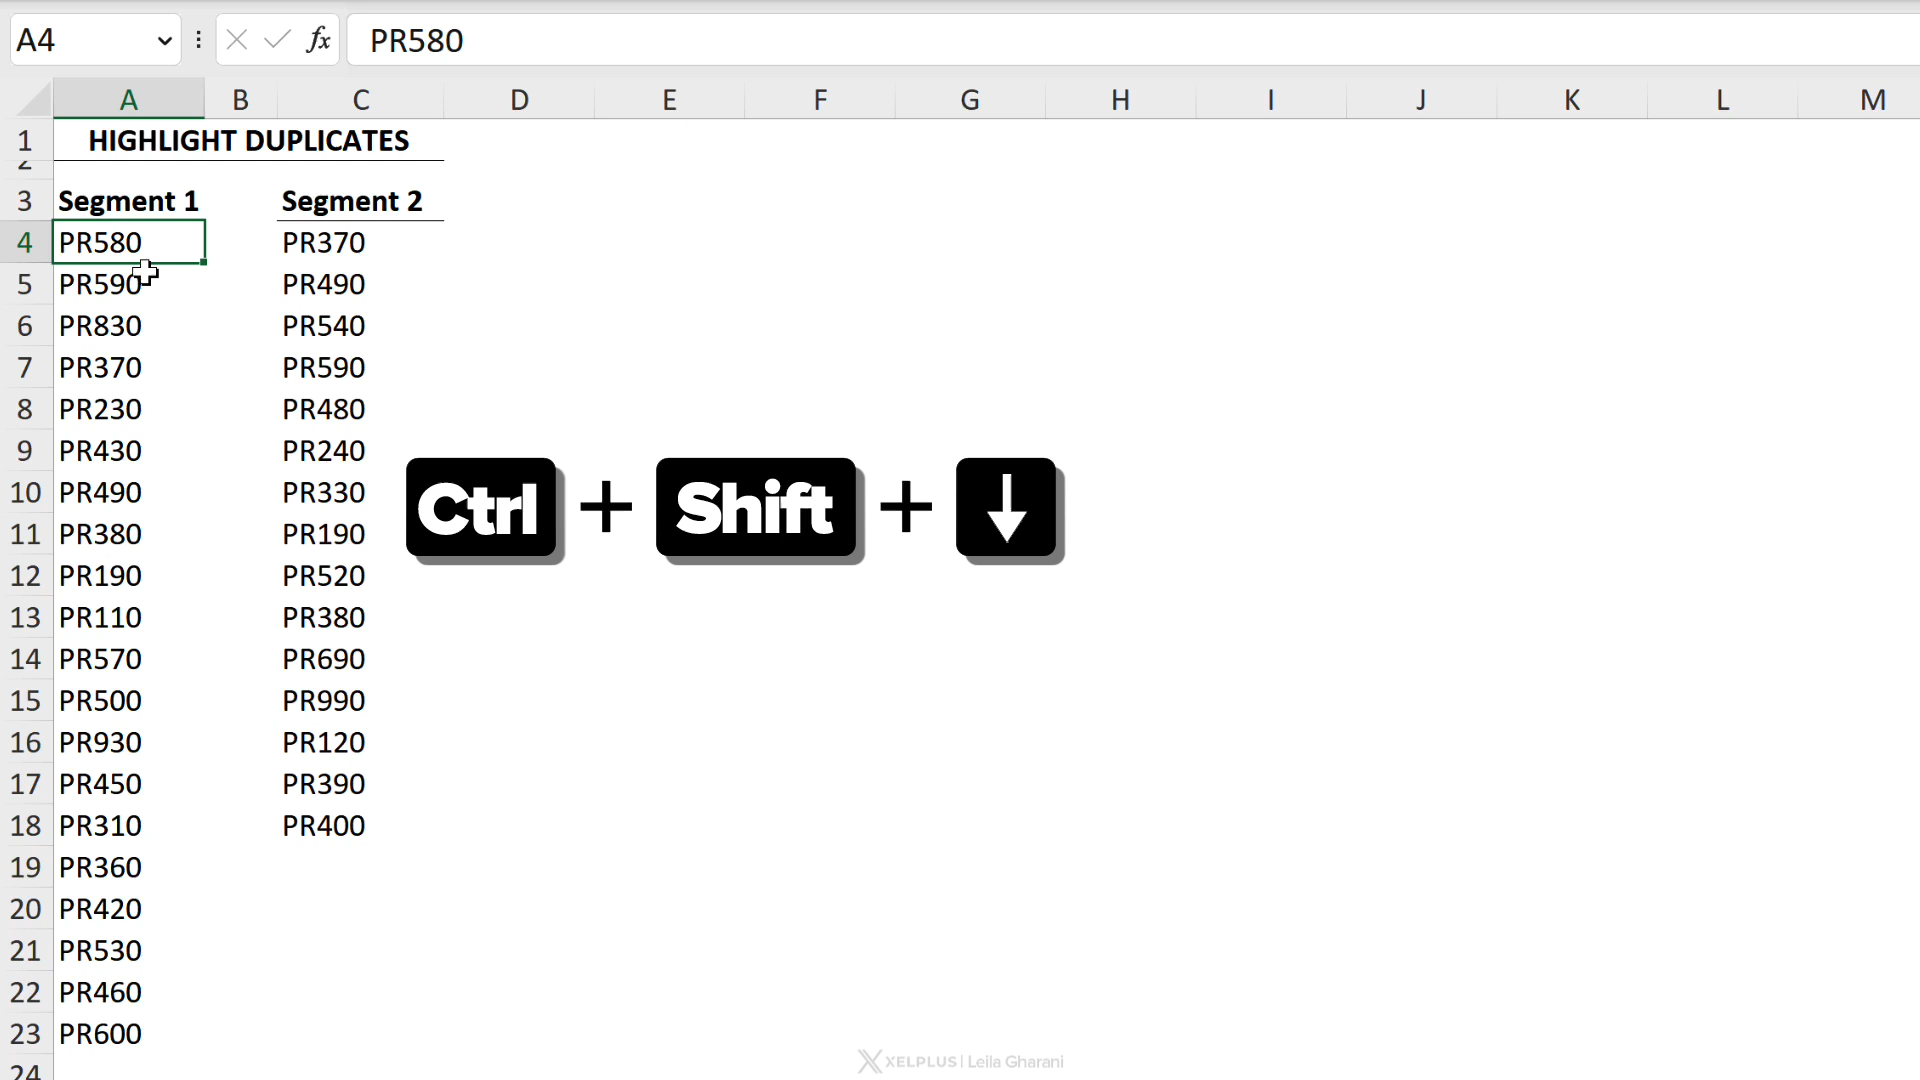 A4 fx PR580
A B C D E F G H I J K L M
1 HIGHLIGHT DUPLICATES
2
3 Segment 1 Segment 2
4 PR580 PR370
5 PR590 PR490
6 PR830 PR540
7 PR370 PR590
8 PR230 PR480
9 PR430 PR240
10 PR490 PR330
11 PR380 PR190
12 PR190 PR520
13 PR110 PR380
14 PR570 PR690
15 PR500 PR990
16 PR930 PR120
17 PR450 PR390
18 PR310 PR400
19 PR360
20 PR420
21 PR530
22 PR460
23 PR600
24
Ctrl + Shift + ↓
XELPLUS | Leila Gharani